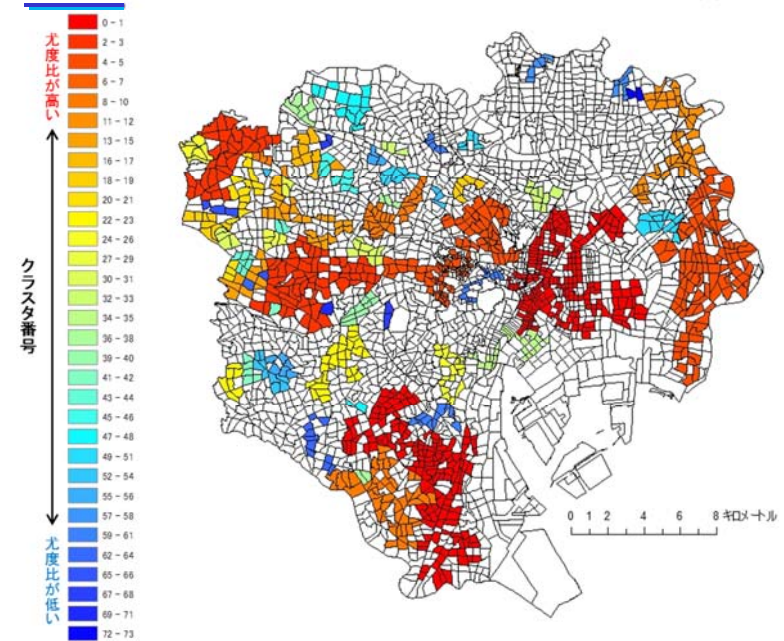 尤度比が高い
クラスタ番号
尤度比が低い
0 - 1
2 - 3
4 - 5
6 - 7
8 - 10
11 - 12
13 - 15
16 - 17
18 - 19
20 - 21
22 - 23
24 - 26
27 - 29
30 - 31
32 - 33
34 - 35
36 - 38
39 - 40
41 - 42
43 - 44
45 - 46
47 - 48
49 - 51
52 - 54
55 - 56
57 - 58
59 - 61
62 - 64
65 - 66
67 - 68
69 - 71
72 - 73
0 1 2 4 6 8 キロメートル